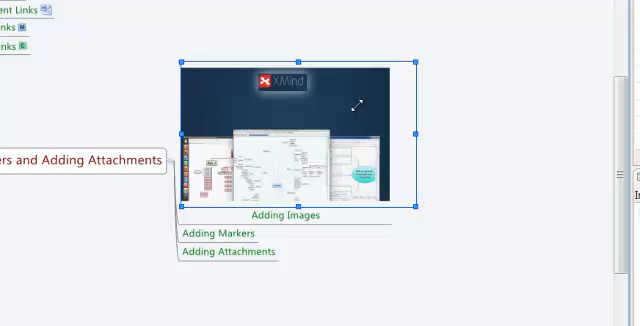 ent Links
nks
nks
XMind
ers and Adding Attachments
Adding Images
Adding Markers
Adding Attachments